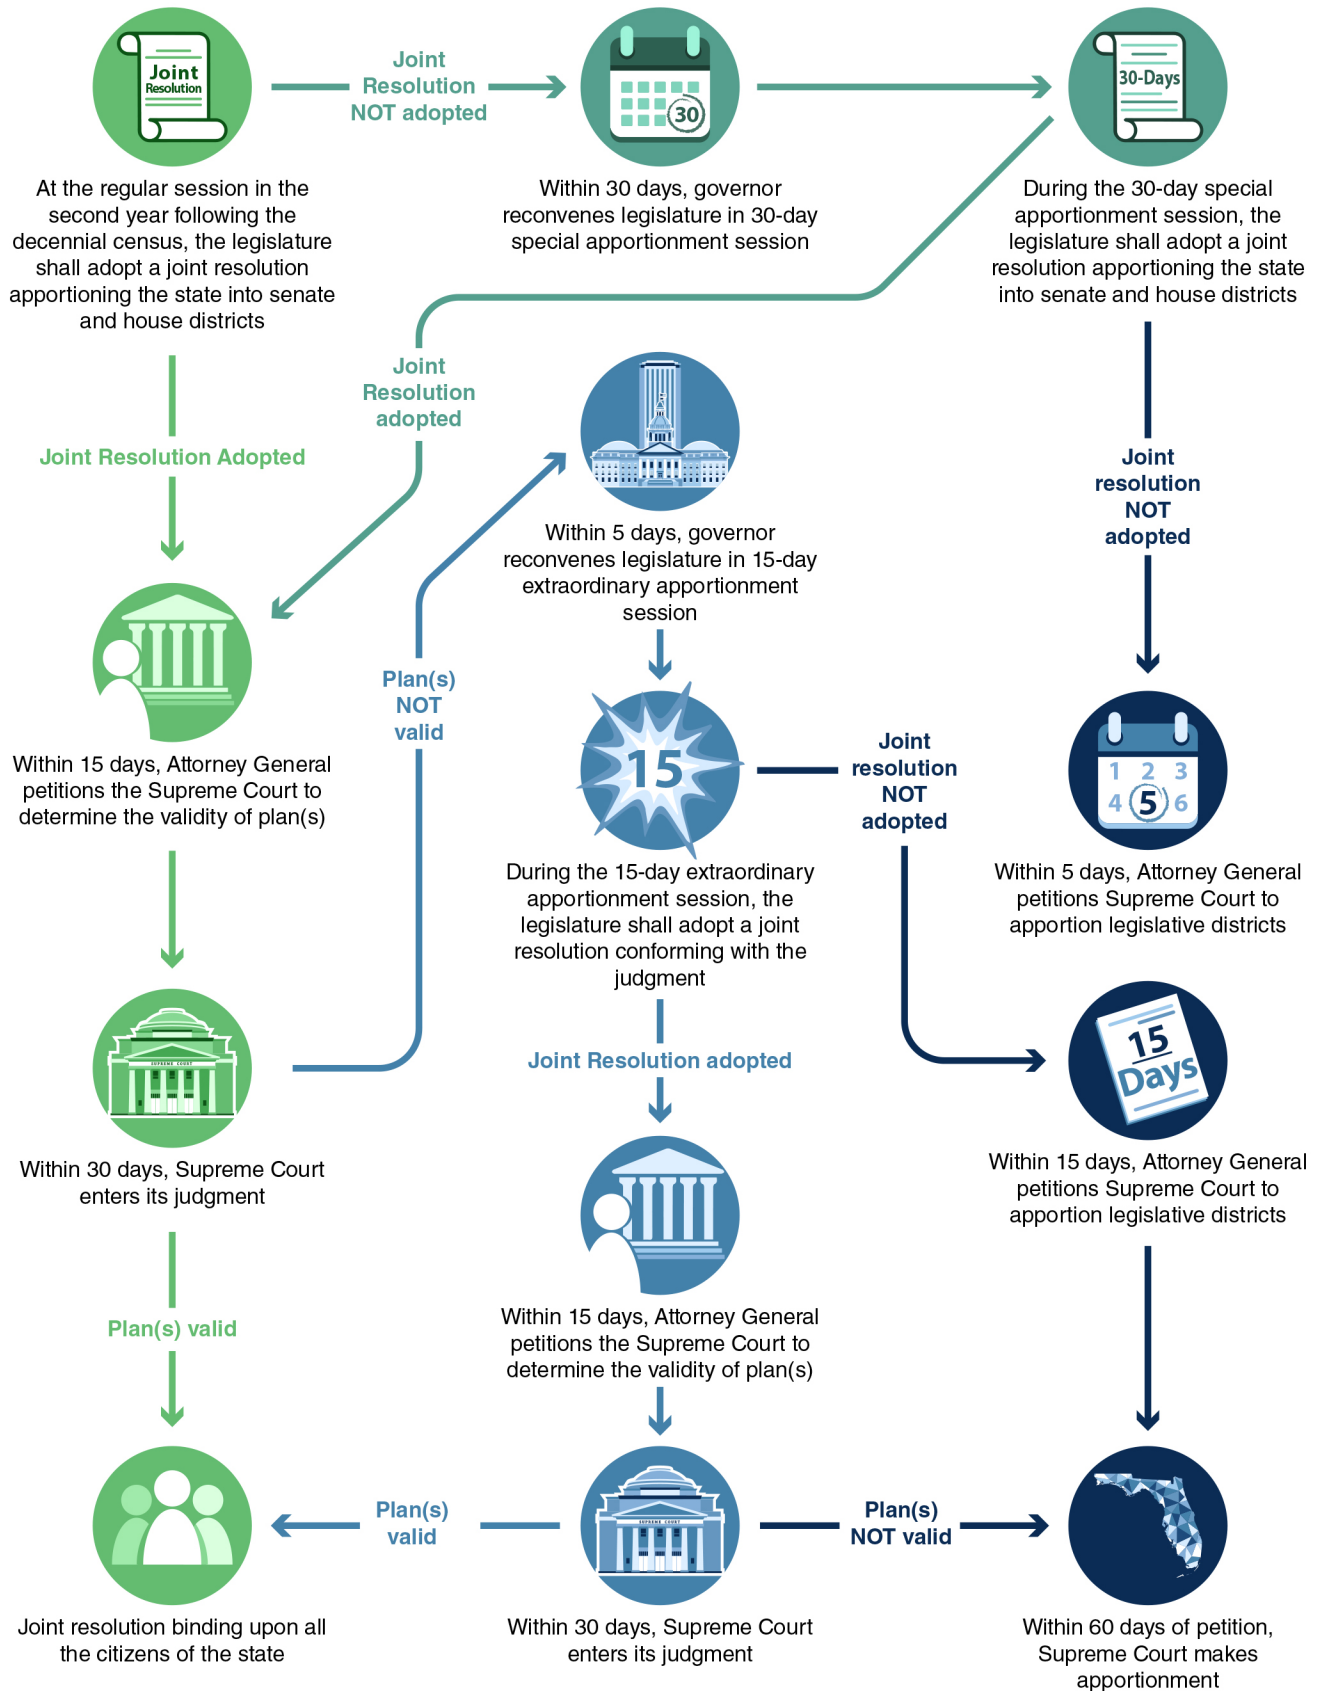 Joint
Resolution
At the regular session in the
second year following the
decennial census, the legislature
shall adopt a joint resolution
apportioning the state into senate
and house districts
Joint
Resolution
NOT adopted
30
Within 30 days, governor
reconvenes legislature in 30-day
special apportionment session
30-Days
During the 30-day special
apportionment session, the
legislature shall adopt a joint
resolution apportioning the state
into senate and house districts
Joint Resolution Adopted
Joint
Resolution
adopted
Joint
resolution
NOT
adopted
Within 15 days, Attorney General
petitions the Supreme Court to
determine the validity of plan(s)
Plan(s)
NOT
valid
Within 5 days, governor
reconvenes legislature in 15-day
extraordinary apportionment
session
15
During the 15-day extraordinary
apportionment session, the
legislature shall adopt a joint
resolution conforming with the
judgment
Joint
resolution
NOT
adopted
1 2 3
4 5 6
Within 5 days, Attorney General
petitions Supreme Court to
apportion legislative districts
SUPREME COURT
Within 30 days, Supreme Court
enters its judgment
Joint Resolution adopted
15
Days
Within 15 days, Attorney General
petitions Supreme Court to
apportion legislative districts
Plan(s) valid
Within 15 days, Attorney General
petitions the Supreme Court to
determine the validity of plan(s)
Joint resolution binding upon all
the citizens of the state
Plan(s)
valid
SUPREME COURT
Within 30 days, Supreme Court
enters its judgment
Plan(s)
NOT valid
Within 60 days of petition,
Supreme Court makes
apportionment